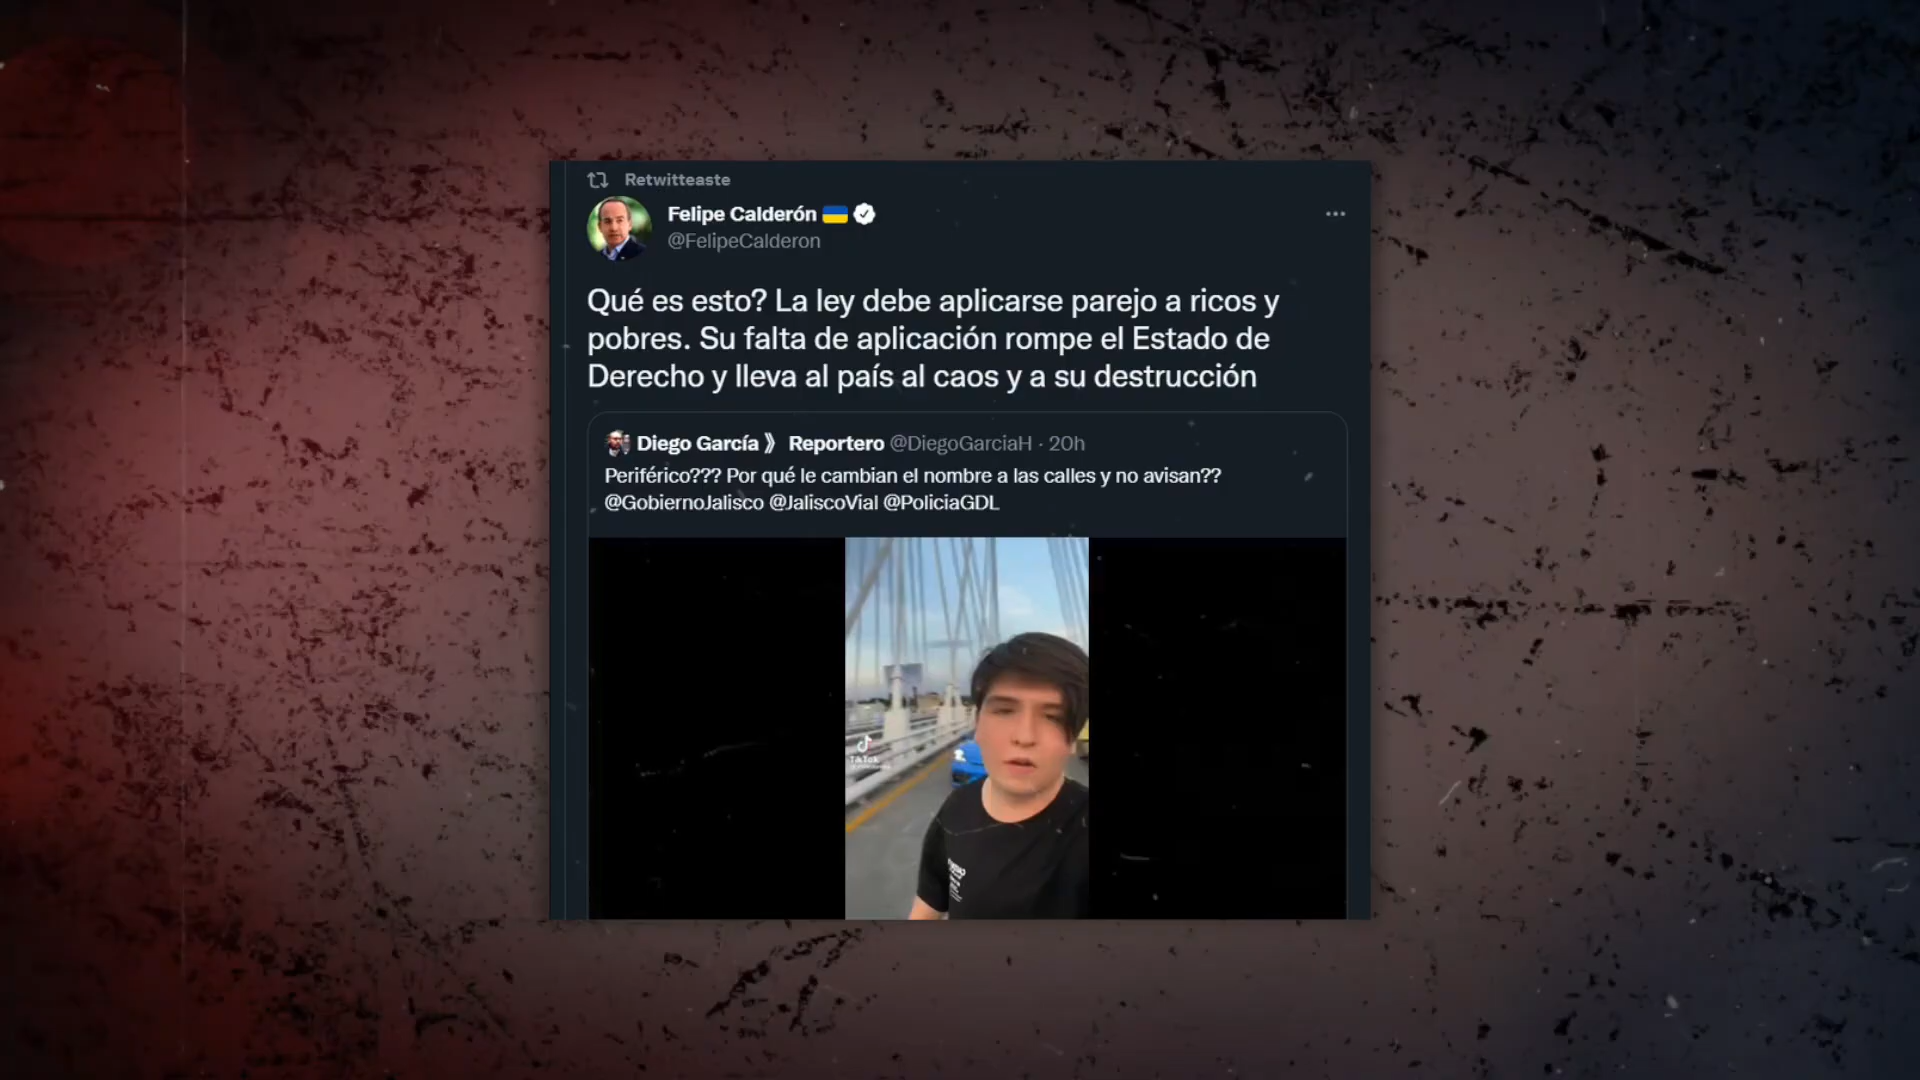 Retwitteaste
Felipe Calderón
@FelipeCalderon
Qué es esto? La ley debe aplicarse parejo a ricos y
pobres. Su falta de aplicación rompe el Estado de
Derecho y lleva al país al caos y a su destrucción
Diego García》 Reportero @DiegoGarciaH · 20h
Periférico??? Por qué le cambian el nombre a las calles y no avisan??
@GobiernoJalisco @JaliscoVial @PoliciaGDL
TikTok